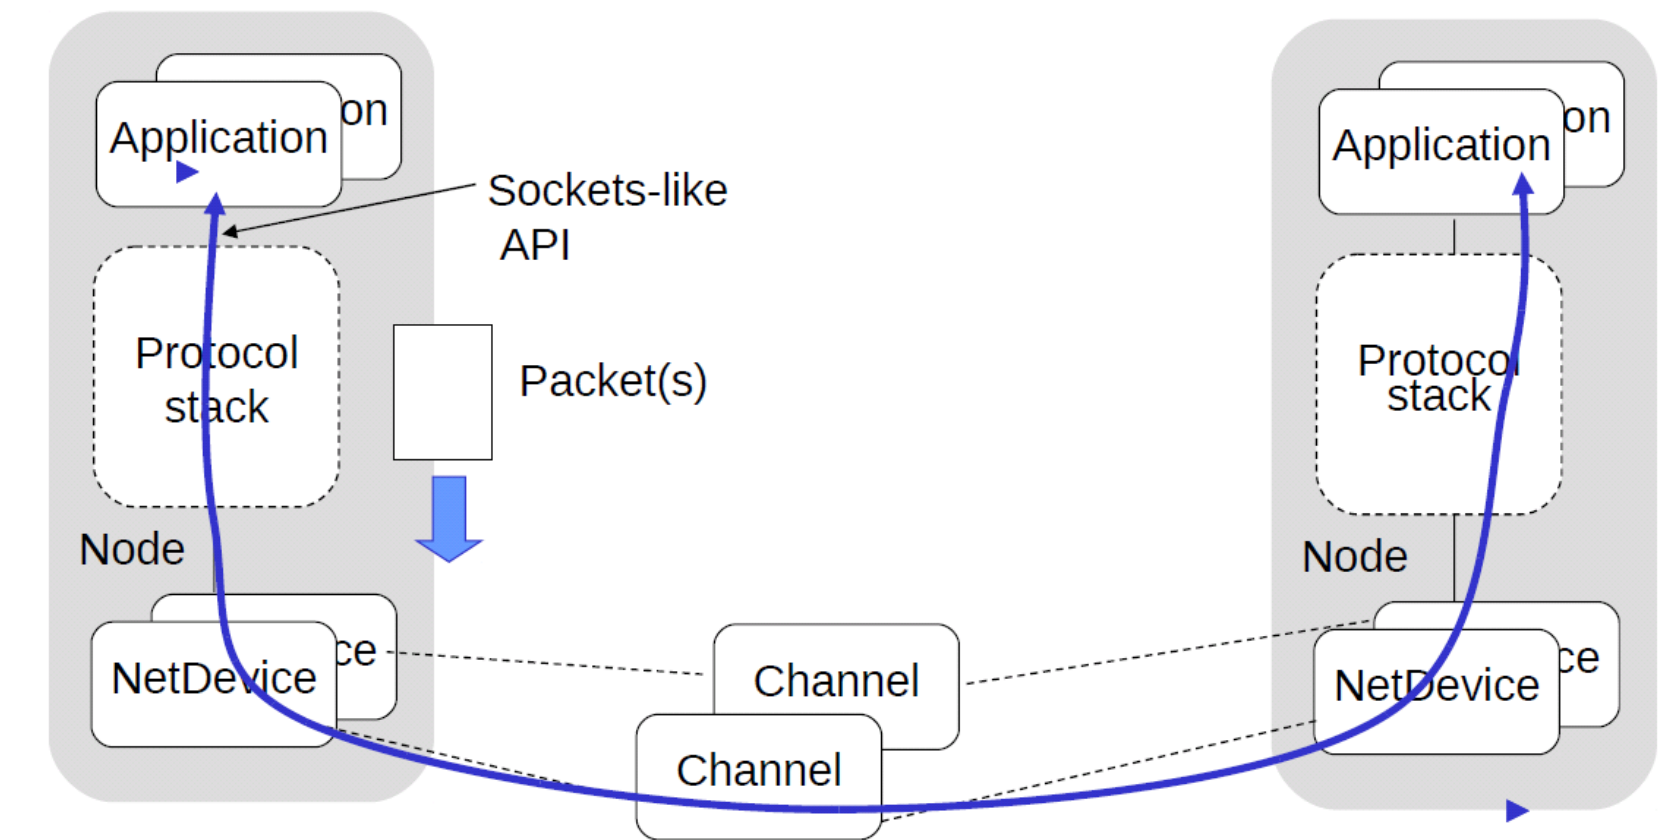 Application
on
Sockets-like
API
Protocol
stack
Packet(s)
Node
NetDevice
ce
Channel
Channel
Application
on
Protocol
stack
Node
NetDevice
ce